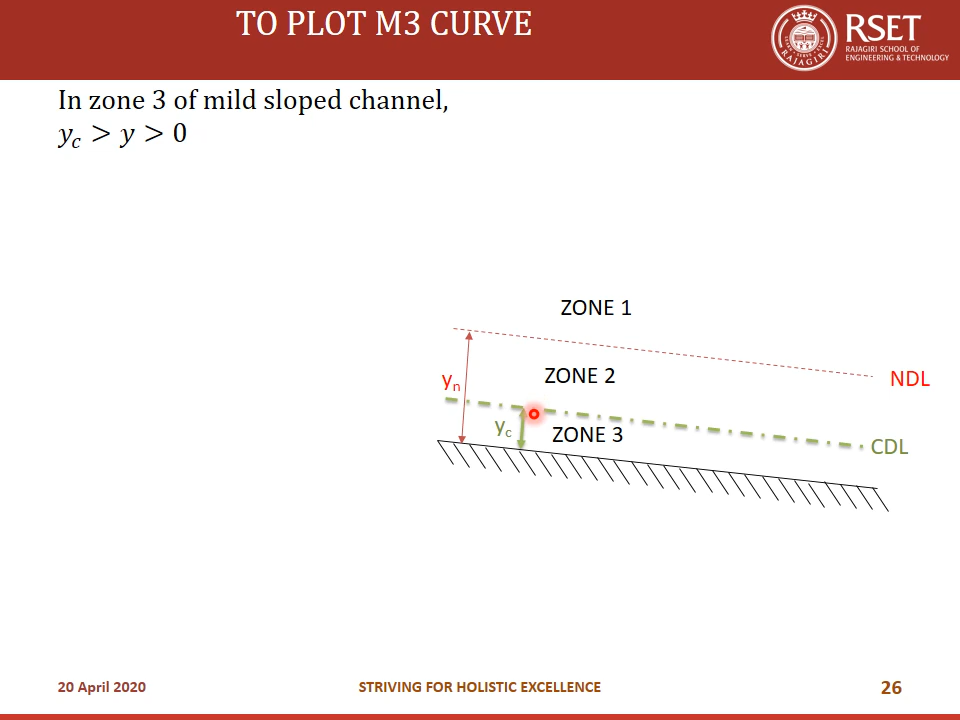 TO PLOT M3 CURVE
RSET
RAJAGIRI SCHOOL OF
ENGINEERING & TECHNOLOGY
RAJAGIRI
In zone 3 of mild sloped channel,
y_c > y > 0
ZONE 1
ZONE 2
y_n
NDL
y_c
ZONE 3
CDL
20 April 2020
STRIVING FOR HOLISTIC EXCELLENCE
26